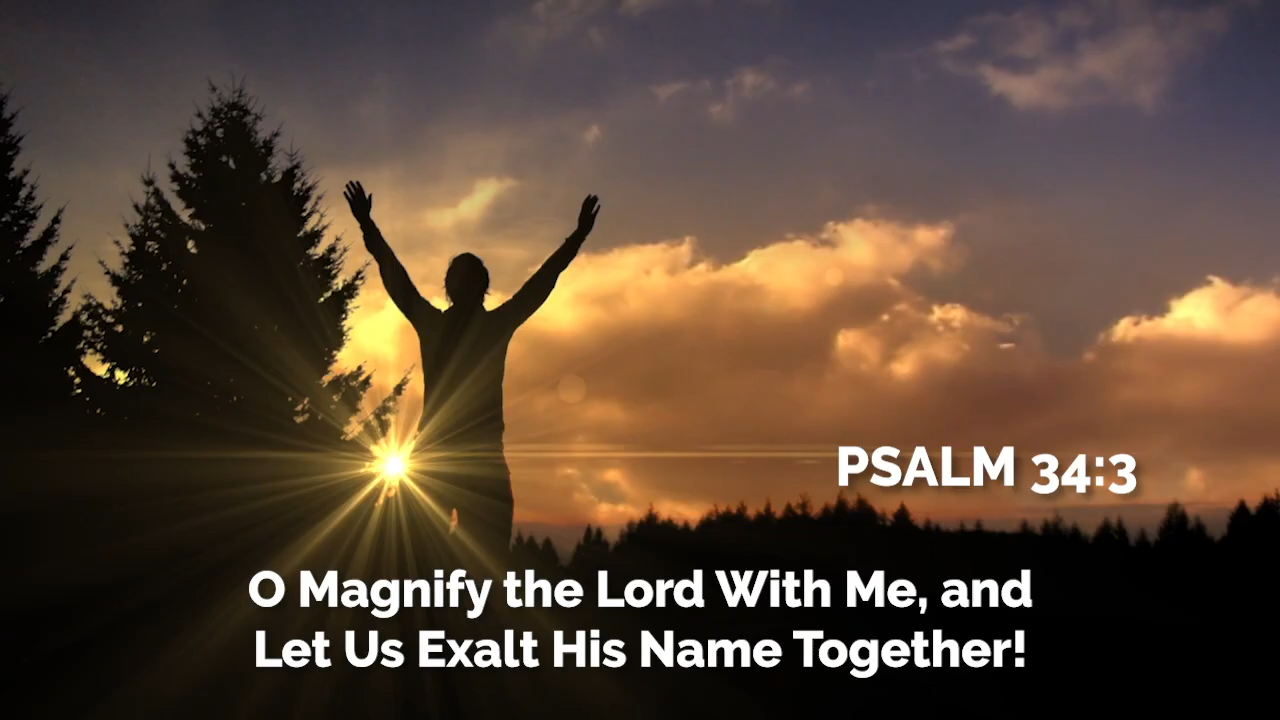 PSALM 34:3
O Magnify the Lord With Me, and
Let Us Exalt His Name Together!